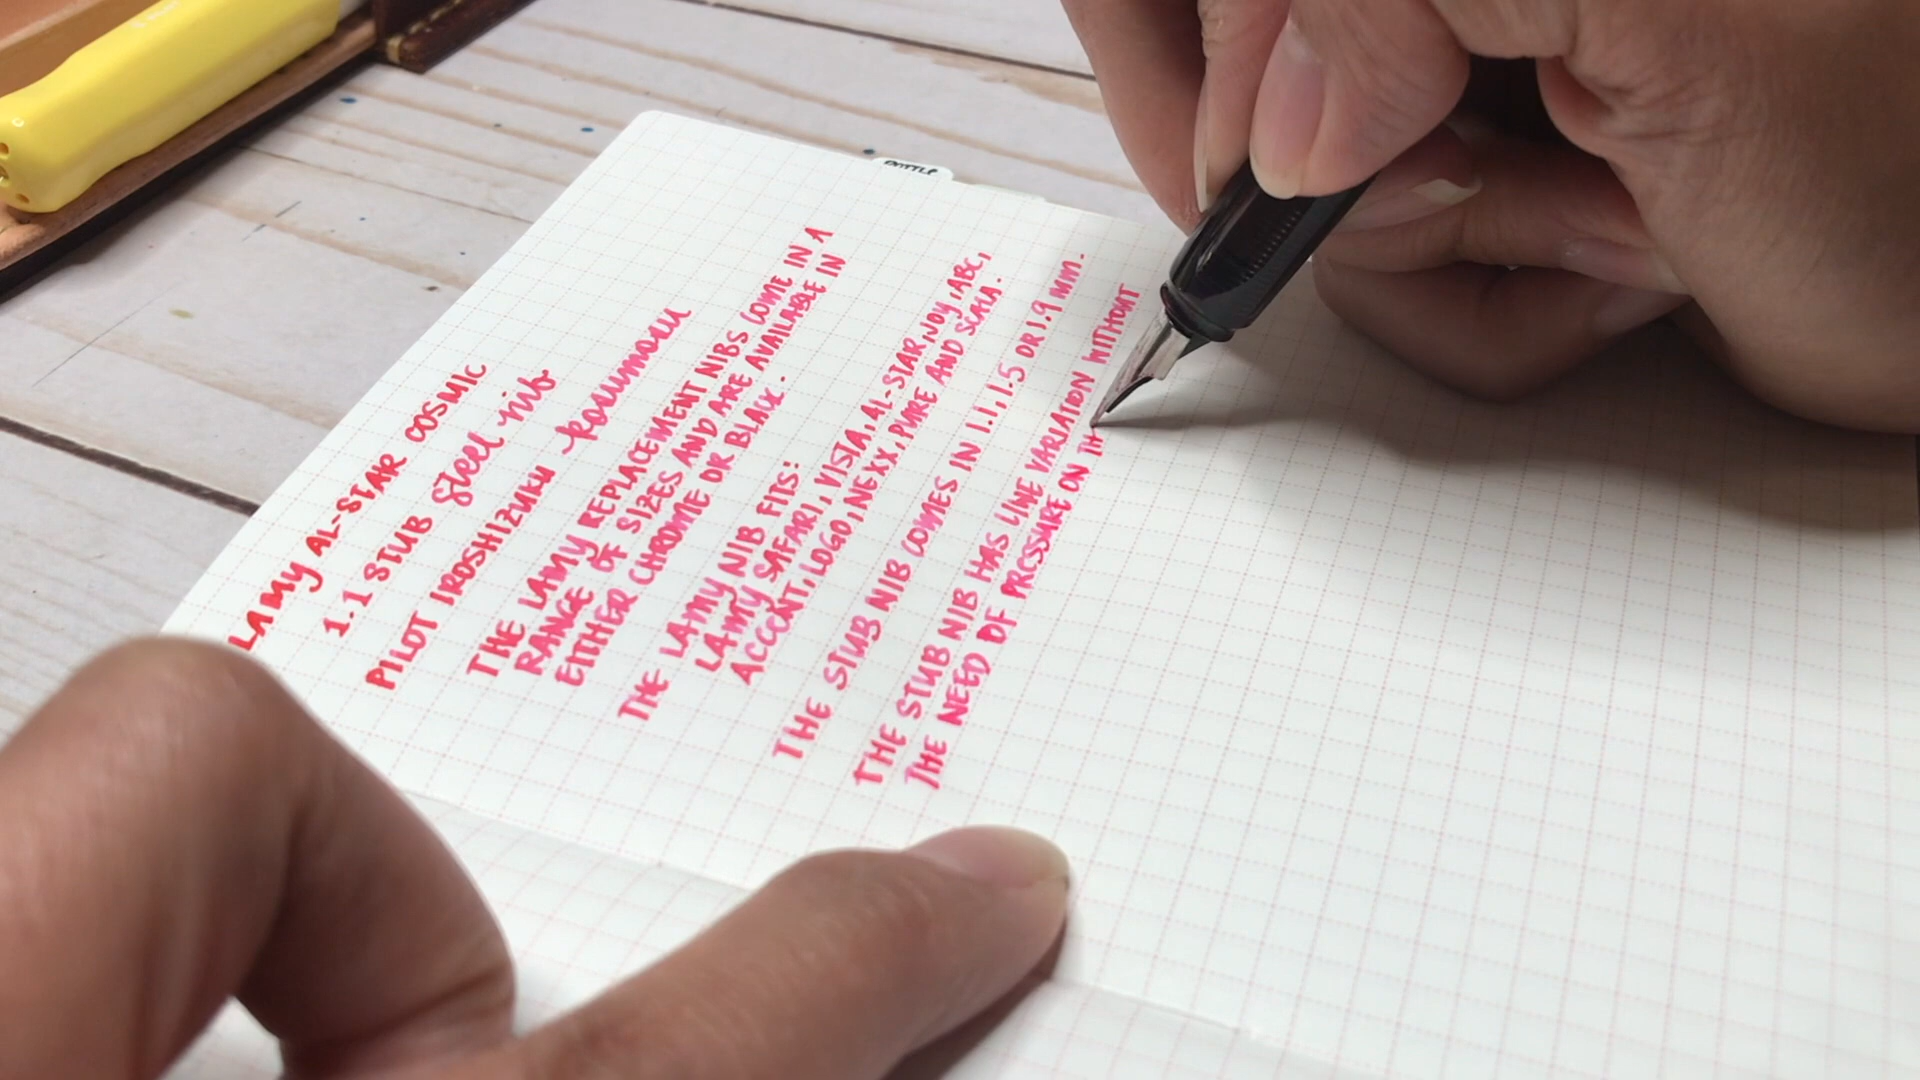 LAMY AL-STAR COSMIC
1.1 STUB Steel nib
PILOT IROSHIZUKU kosumosu
THE LAMY REPLACEMENT NIBS COME IN A
RANGE OF SIZES AND ARE AVAILABLE IN
EITHER CHROME OR BLACK.
THE LAMY NIB FITS:
LAMY SAFARI, VISTA, AL-STAR, JOY, ABC,
ACCENT, LOGO, NEXX, PURE AND SCALA.
THE STUB NIB COMES IN 1.1, 1.5 OR 1.9 MM.
THE STUB NIB HAS LINE VARIATION WITHOUT
THE NEED OF PRESSURE ON TH